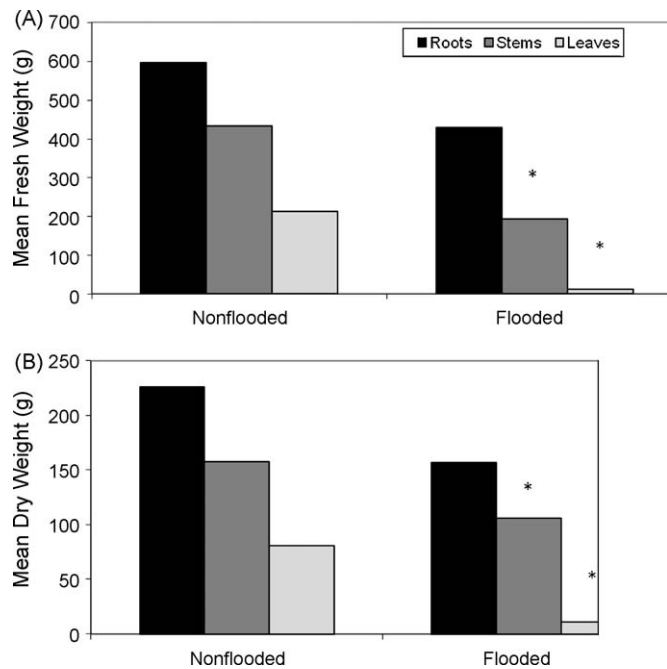 (A)
700
600
500
400
300
200
100
0
Mean Fresh Weight (g)
Roots Stems Leaves
*
*
Nonflooded Flooded
(B)
250
200
150
100
50
0
Mean Dry Weight (g)
*
*
Nonflooded Flooded